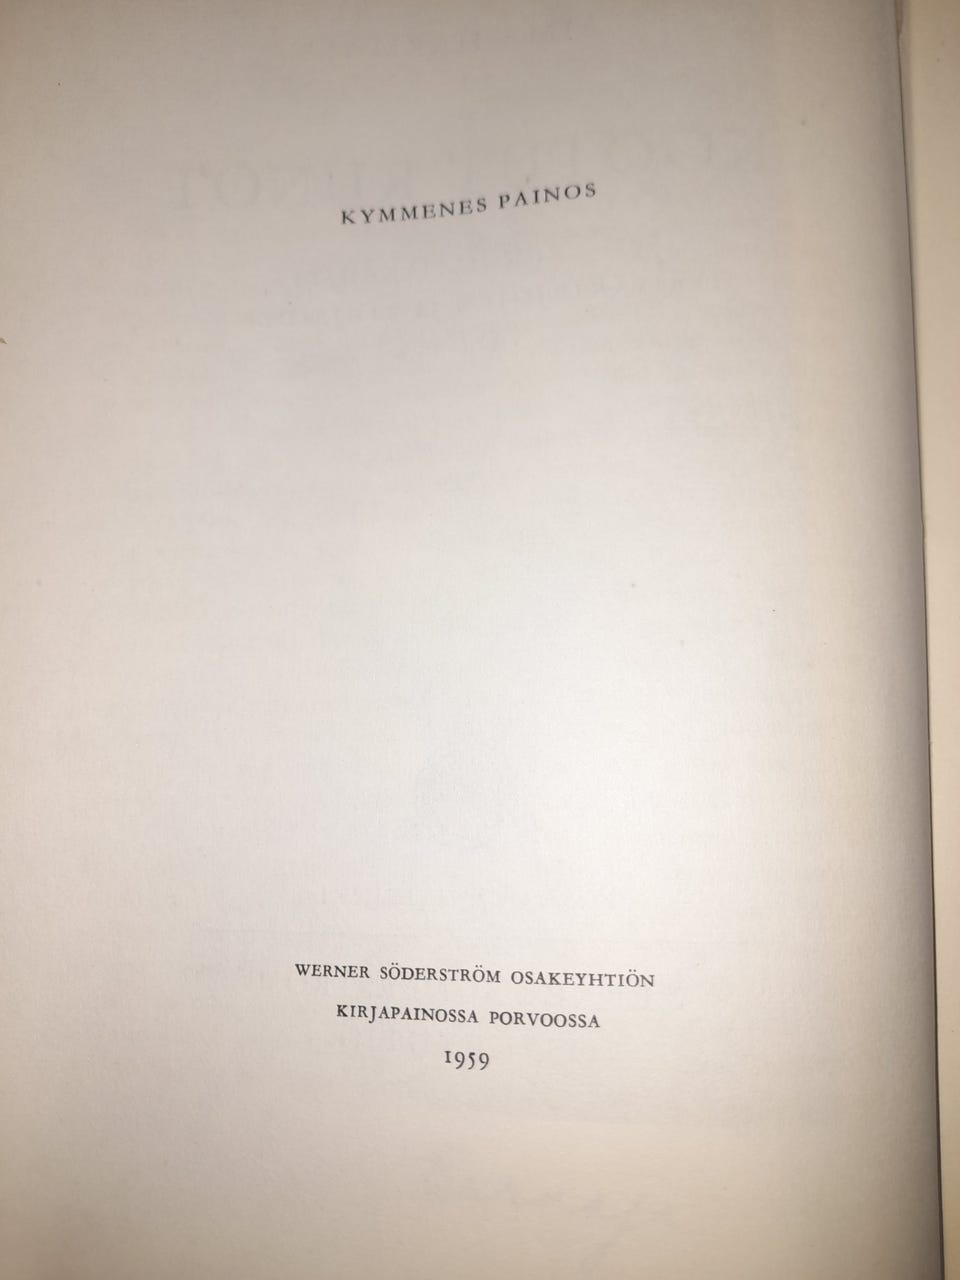 KYMMENES PAINOS
WERNER SÖDERSTRÖM OSAKEYHTIÖN
KIRJAPAINOSSA PORVOOSSA
1959